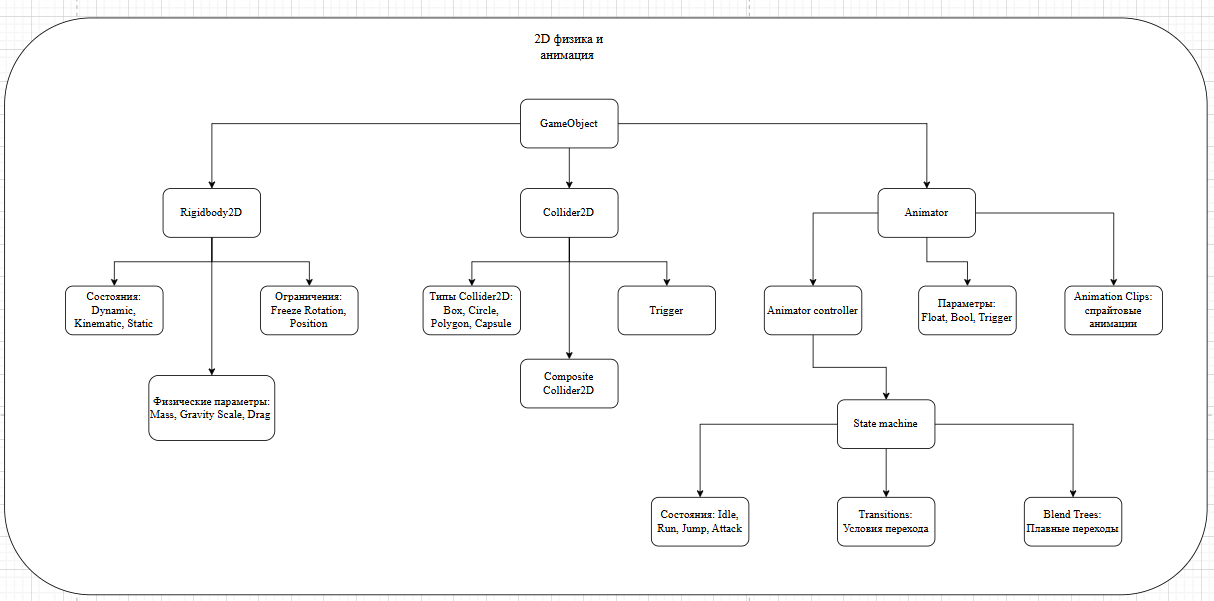 2D физика и
анимация
GameObject
Rigidbody2D
Collider2D
Animator
Состояния:
Dynamic,
Kinematic, Static
Ограничения:
Freeze Rotation,
Position
Типы Collider2D:
Box, Circle,
Polygon, Capsule
Trigger
Animator controller
Параметры:
Float, Bool, Trigger
Animation Clips:
спрайтовые
анимации
Физические параметры:
Mass, Gravity Scale, Drag
Composite
Collider2D
State machine
Состояния: Idle,
Run, Jump, Attack
Transitions:
Условия перехода
Blend Trees:
Плавные переходы